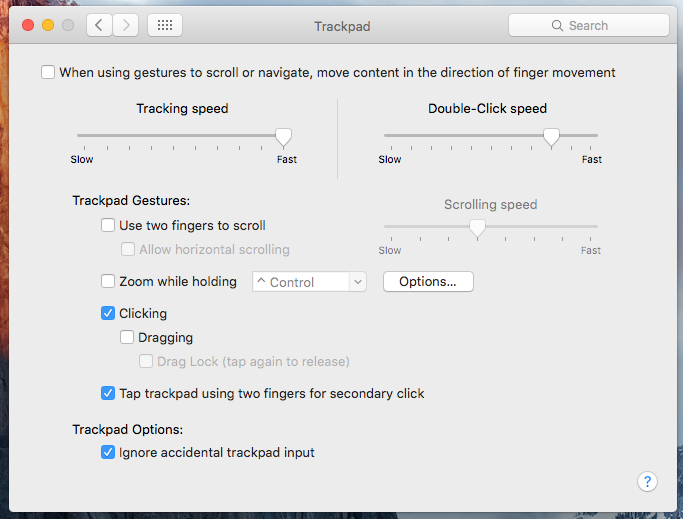 Trackpad
Search
When using gestures to scroll or navigate, move content in the direction of finger movement
Tracking speed
Slow
Fast
Double-Click speed
Slow
Fast
Trackpad Gestures:
Use two fingers to scroll
Allow horizontal scrolling
Scrolling speed
Slow
Fast
Zoom while holding
^ Control
Options...
Clicking
Dragging
Drag Lock (tap again to release)
Tap trackpad using two fingers for secondary click
Trackpad Options:
Ignore accidental trackpad input
?